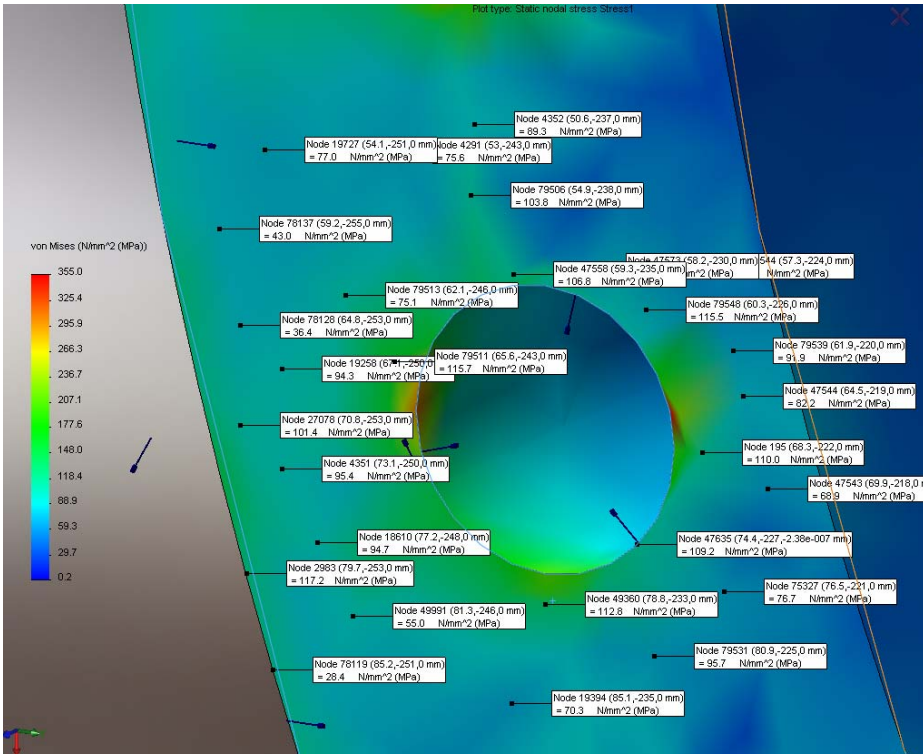 Plot type: Static nodal stress Stress1
Node 4352 (50.6,-237,0 mm)
= 89.3 N/mm^2 (MPa)
Node 19727 (54.1,-251,0 mm)
= 77.0 N/mm^2 (MPa)
4291 (53,-243,0 mm)
= 75.6 N/mm^2 (MPa)
Node 79506 (54.9,-238,0 mm)
= 103.8 N/mm^2 (MPa)
Node 78137 (59.2,-255,0 mm)
= 43.0 N/mm^2 (MPa)
von Mises (N/mm^2 (MPa))
355.0
325.4
295.9
266.3
236.7
207.1
177.6
148.0
118.4
88.9
59.3
29.7
0.2
(58.2,-230,0 mm)
(57.3,-224,0 mm)
(MPa)
Node 47558 (59.3,-235,0 mm)
= 106.8 N/mm^2 (MPa)
Node 79513 (62.1,-246,0 mm)
= 75.1 N/mm^2 (MPa)
Node 79548 (60.3,-226,0 mm)
= 115.5 N/mm^2 (MPa)
Node 78128 (64.8,-253,0 mm)
= 36.4 N/mm^2 (MPa)
Node 79539 (61.9,-220,0 mm)
N/mm^2 (MPa)
Node 19258
= 94.3 N/mm^2 (MPa)
Node 79511 (65.6,-243,0 mm)
= 115.7 N/mm^2 (MPa)
Node 47544 (64.5,-219,0 mm)
= 82.2 N/mm^2 (MPa)
Node 27078 (70.8,-253,0 mm)
= 101.4 N/mm^2 (MPa)
Node 195 (68.3,-222,0 mm)
= 110.0 N/mm^2 (MPa)
Node 4351 (73.1,-250,0 mm)
= 95.4 N/mm^2 (MPa)
Node 47543 (69.9,-218,0
= 68.9 N/mm^2 (MPa)
Node 18610 (77.2,-248,0 mm)
= 94.7 N/mm^2 (MPa)
Node 47635 (74.4,-227,-2.38e-007
= 109.2 N/mm^2 (MPa)
Node 2983 (79.7,-253,0 mm)
= 117.2 N/mm^2 (MPa)
Node 75327 (76.5,-221,0 mm)
= 76.7 N/mm^2 (MPa)
Node 49360 (78.8,-233,0 mm)
= 112.8 N/mm^2 (MPa)
Node 49991 (81.3,-246,0 mm)
= 55.0 N/mm^2 (MPa)
Node 79531 (80.9,-225,0 mm)
= 95.7 N/mm^2 (MPa)
Node 78119 (85.2,-251,0 mm)
= 28.4 N/mm^2 (MPa)
Node 19394 (85.1,-235,0 mm)
= 70.3 N/mm^2 (MPa)